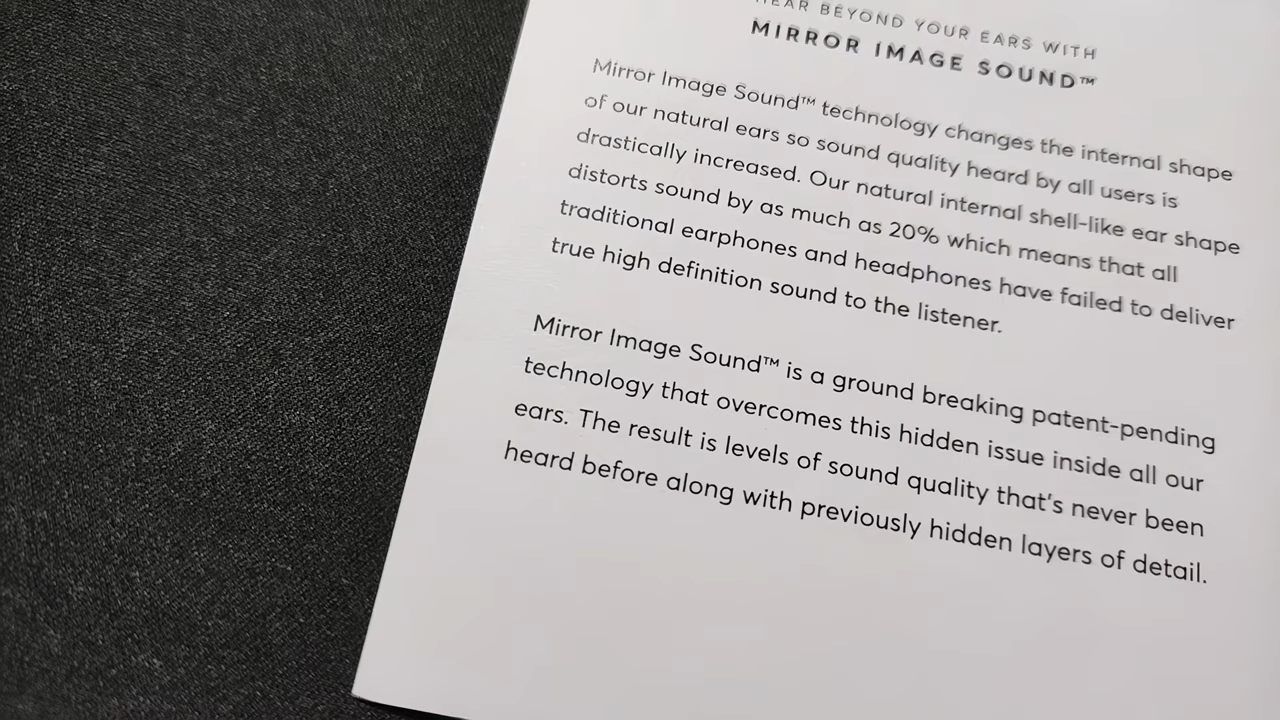 HEAR BEYOND YOUR EARS WITH
MIRROR IMAGE SOUND™
Mirror Image Sound™ technology changes the internal shape
of our natural ears so sound quality heard by all users is
drastically increased. Our natural internal shell-like ear shape
distorts sound by as much as 20% which means that all
traditional earphones and headphones have failed to deliver
true high definition sound to the listener.
Mirror Image Sound™ is a ground breaking patent-pending
technology that overcomes this hidden issue inside all our
ears. The result is levels of sound quality that's never been
heard before along with previously hidden layers of detail.